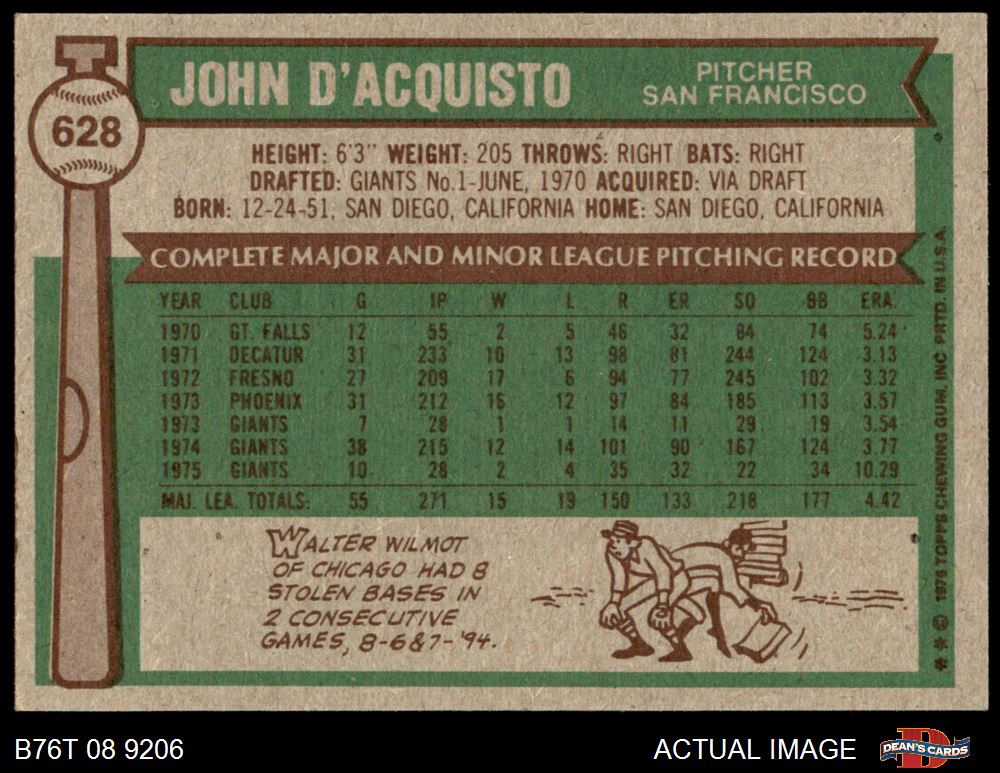 628
JOHN D'ACQUISTO
PITCHER
SAN FRANCISCO
HEIGHT: 6'3" WEIGHT: 205 THROWS: RIGHT BATS: RIGHT
DRAFTED: GIANTS No.1-JUNE, 1970 ACQUIRED: VIA DRAFT
BORN: 12-24-51, SAN DIEGO, CALIFORNIA HOME: SAN DIEGO, CALIFORNIA
COMPLETE MAJOR AND MINOR LEAGUE PITCHING RECORD
YEAR CLUB G IP W L R ER SO BB ERA
1970 GT. FALLS 12 55 2 5 46 32 84 74 5.24
1971 DECATUR 31 233 10 13 98 81 244 124 3.13
1972 FRESNO 27 209 17 6 94 77 245 102 3.32
1973 PHOENIX 31 212 16 12 97 84 185 113 3.57
1973 GIANTS 7 28 1 1 14 11 29 19 3.54
1974 GIANTS 38 215 12 14 101 90 167 124 3.77
1975 GIANTS 10 28 2 4 35 32 22 34 10.29
MAJ. LEA. TOTALS: 55 271 15 19 150 133 218 177 4.42
WALTER WILMOT
OF CHICAGO HAD 8
STOLEN BASES IN
2 CONSECUTIVE
GAMES, 8-6&7-'94.
** © 1976 TOPPS CHEWING GUM, INC. PRTD. IN U.S.A.
B76T 08 9206
ACTUAL IMAGE
D
DEAN'S CARDS